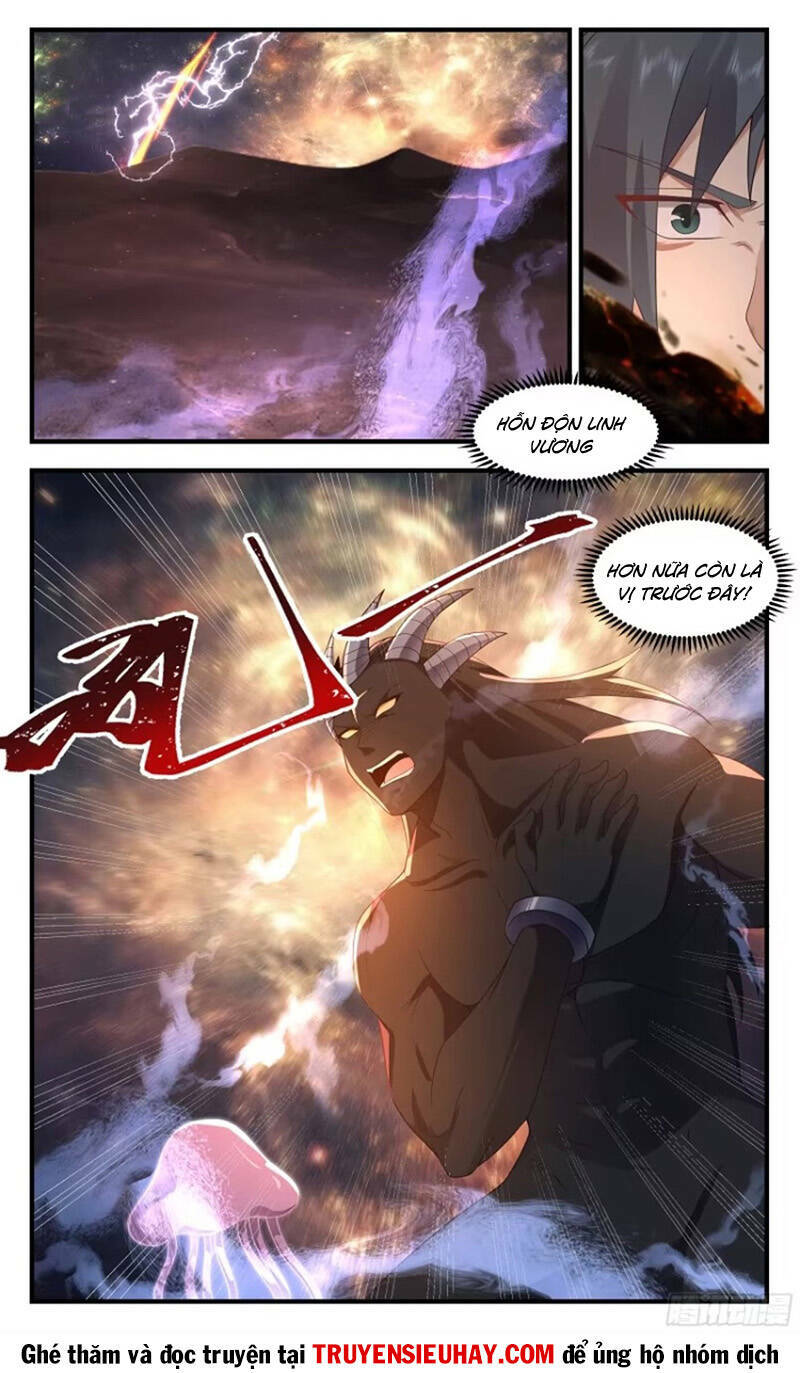 HỖN ĐỘN LINH
VƯƠNG
HƠN NỮA CÒN LÀ
VỊ TRƯỚC ĐÂY!
Ghé thăm và đọc truyện tại TRUYENSIEUHAY.COM để ủng hộ nhóm dịch